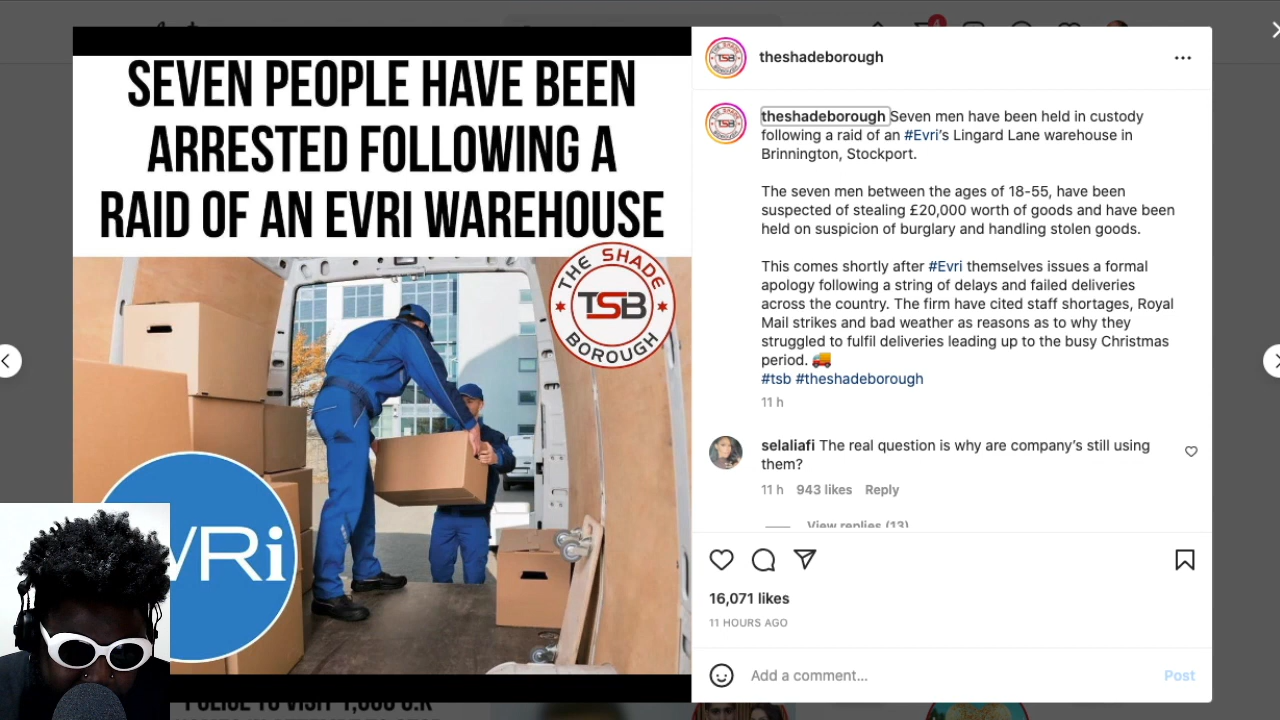 4
SEVEN PEOPLE HAVE BEEN
ARRESTED FOLLOWING A
RAID OF AN EVRI WAREHOUSE
THE SHADE
TSB
BOROUGH
VRi
theshadeborough
theshadeborough Seven men have been held in custody
following a raid of an #Evri's Lingard Lane warehouse in
Brinnington, Stockport.
The seven men between the ages of 18-55, have been
suspected of stealing £20,000 worth of goods and have been
held on suspicion of burglary and handling stolen goods.
This comes shortly after #Evri themselves issues a formal
apology following a string of delays and failed deliveries
across the country. The firm have cited staff shortages, Royal
Mail strikes and bad weather as reasons as to why they
struggled to fulfil deliveries leading up to the busy Christmas
period. 🚚
#tsb #theshadeborough
11 h
selaliafi The real question is why are company's still using
them?
11 h 943 likes Reply
View replies (13)
16,071 likes
11 HOURS AGO
Add a comment... Post
POLICE TO VISIT 1,000 U.K